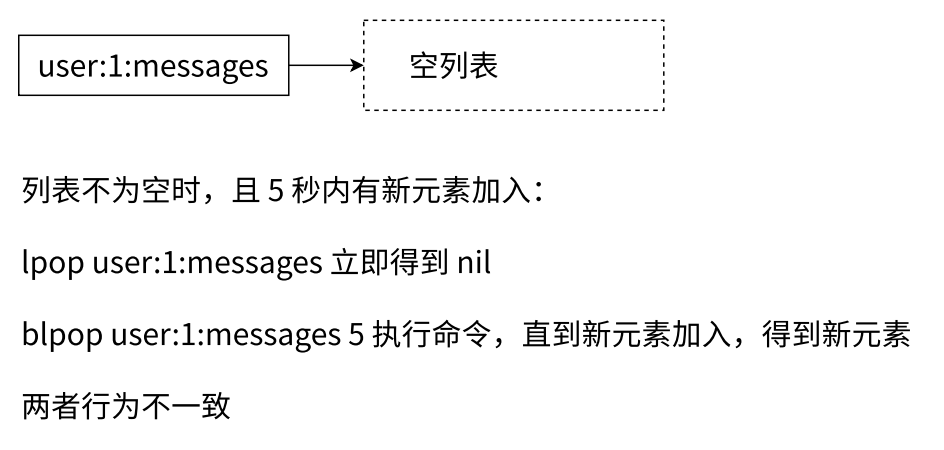 user:1:messages
空列表
列表不为空时，且 5 秒内有新元素加入：
lpop user:1:messages 立即得到 nil
blpop user:1:messages 5 执行命令，直到新元素加入，得到新元素
两者行为不一致